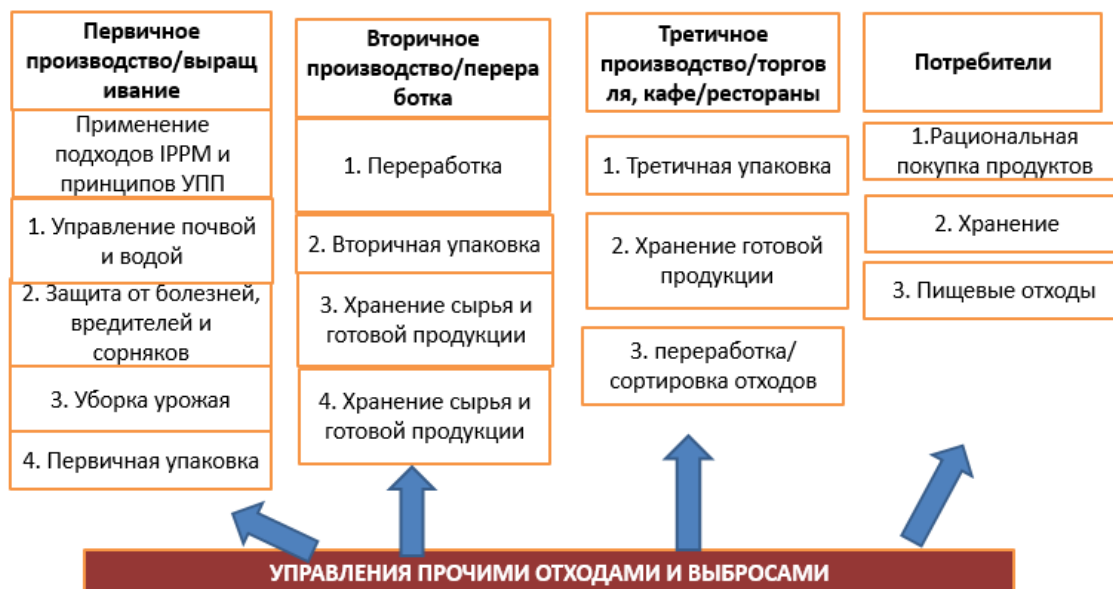 Первичное
производство/выращ
ивание
Применение
подходов IPPM и
принципов УПП
1. Управление почвой
и водой
2. Защита от болезней,
вредителей и
сорняков
3. Уборка урожая
4. Первичная упаковка
Вторичное
производство/перера
ботка
1. Переработка
2. Вторичная упаковка
3. Хранение сырья и
готовой продукции
4. Хранение сырья и
готовой продукции
Третичное
производство/торгов
ля, кафе/рестораны
1. Третичная упаковка
2. Хранение готовой
продукции
3. переработка/
сортировка отходов
Потребители
1.Рациональная
покупка продуктов
2. Хранение
3. Пищевые отходы
УПРАВЛЕНИЯ ПРОЧИМИ ОТХОДАМИ И ВЫБРОСАМИ